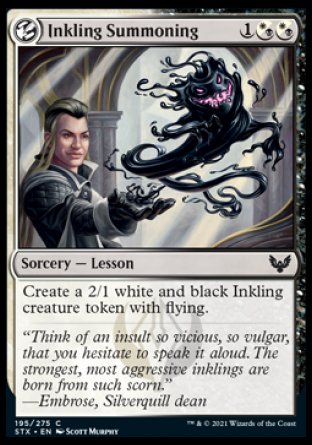 Inkling Summoning 1
Sorcery — Lesson
Create a 2/1 white and black Inkling
creature token with flying.
“Think of an insult so vicious, so vulgar,
that you hesitate to speak it aloud. The
strongest, most aggressive inklings are
born from such scorn.”
—Embrose, Silverquill dean
195/275 C
STX • EN SCOTT MURPHY
™ & © 2021 Wizards of the Coast